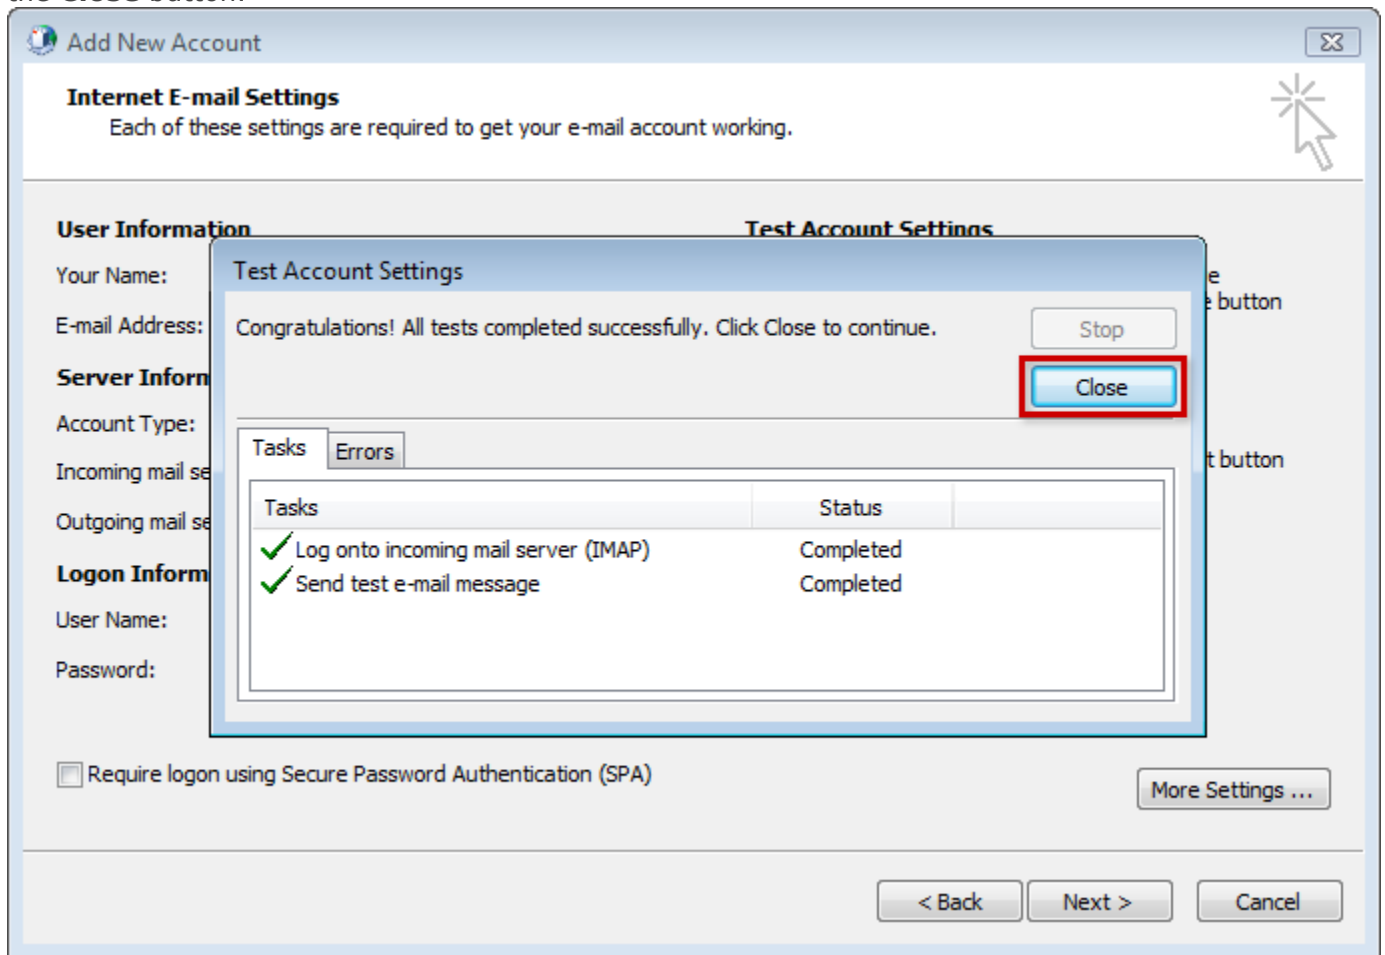 Add New Account
Internet E-mail Settings
Each of these settings are required to get your e-mail account working.
User Information
Test Account Settings
Your Name:
E-mail Address:
button
Server
Account Type:
Incoming mail
Outgoing mail
Logon
User Name:
Password:
button
Test Account Settings
Congratulations! All tests completed successfully. Click Close to continue.
Stop
Close
Tasks
Errors
Tasks Status
Log onto incoming mail server (IMAP) Completed
Send test e-mail message Completed
Require logon using Secure Password Authentication (SPA)
More Settings ...
< Back
Next >
Cancel